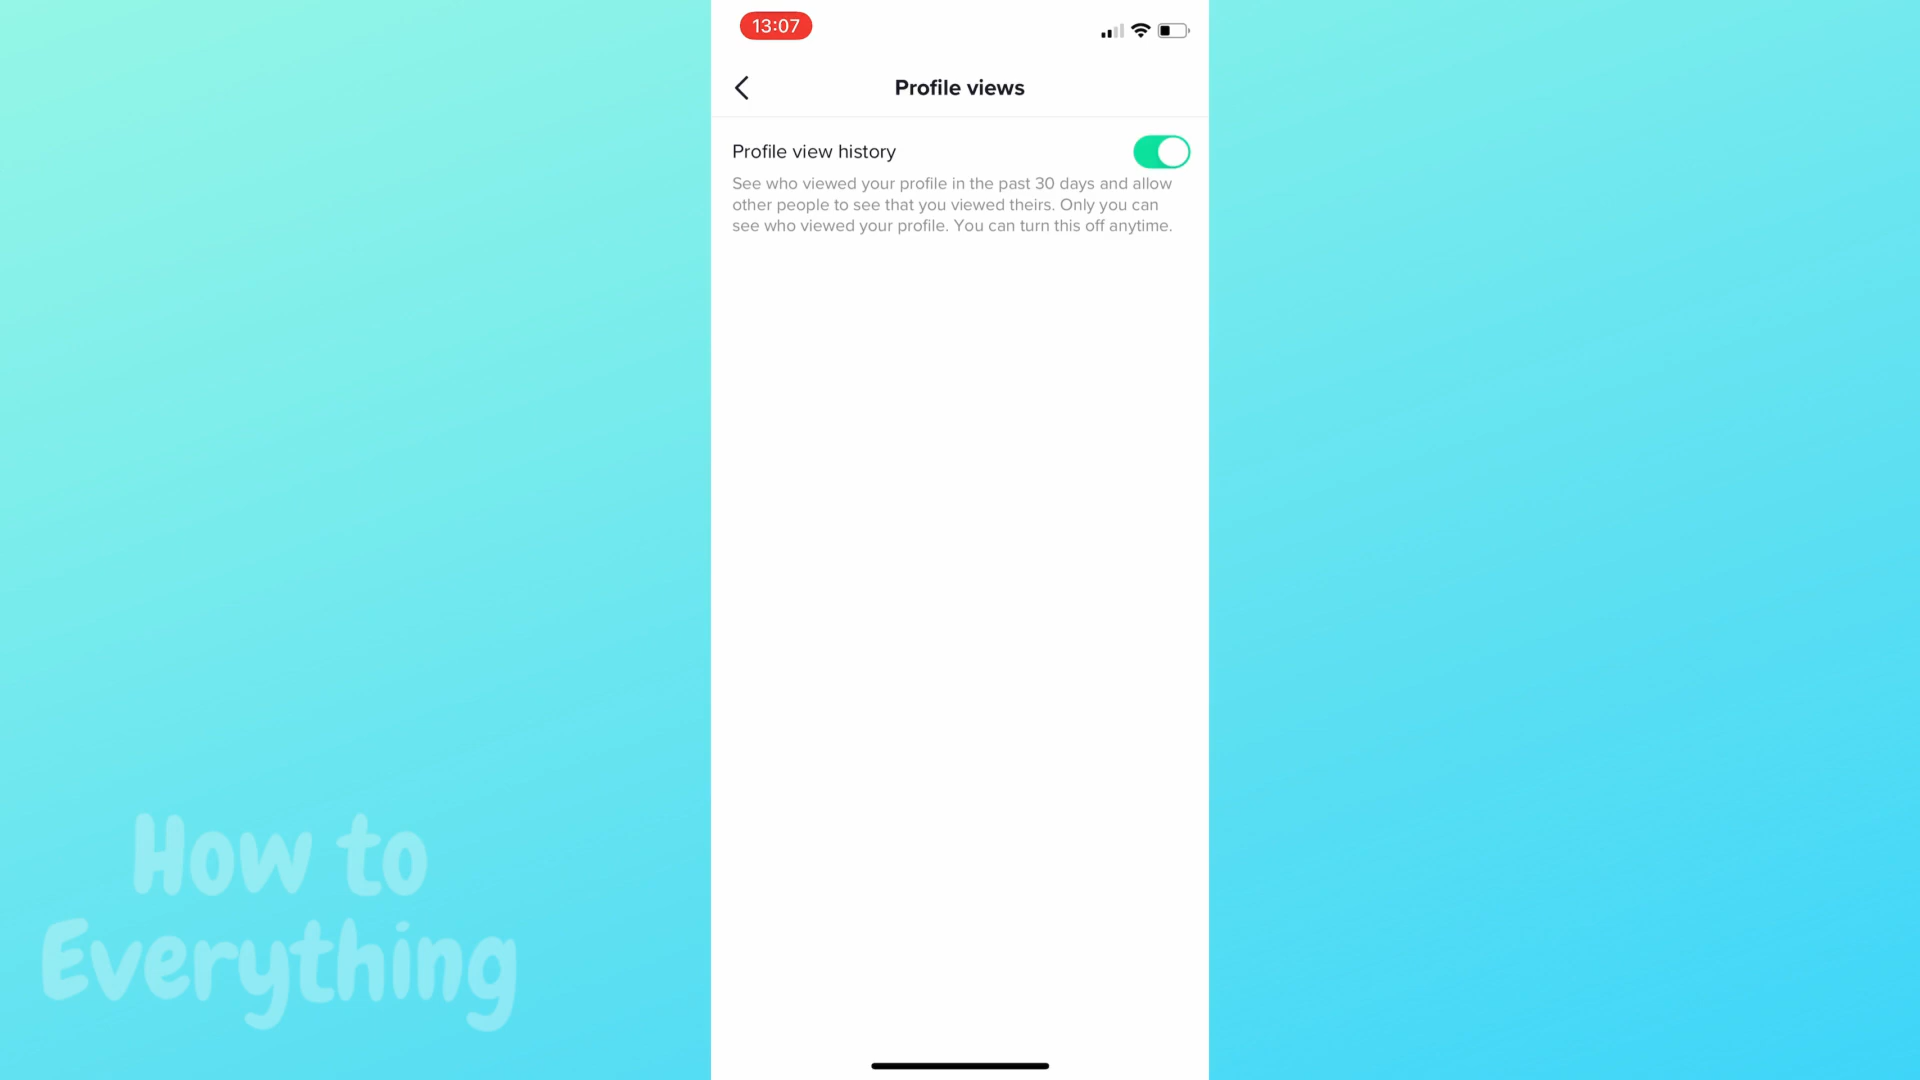 13:07
Profile views
Profile view history
See who viewed your profile in the past 30 days and allow
other people to see that you viewed theirs. Only you can
see who viewed your profile. You can turn this off anytime.
How to
Everything